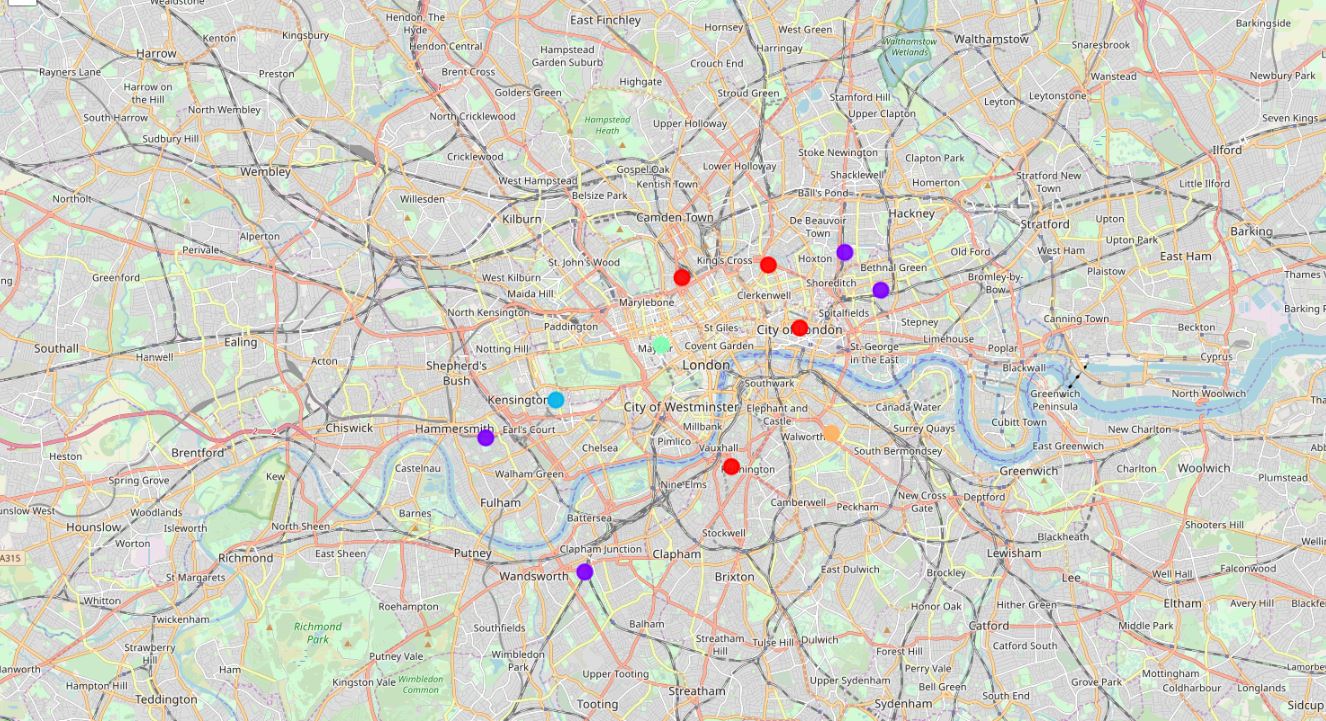 Wealdstone
Hendon, The
Hyde
East Finchley
Hornsey
West Green
Barkingside
Kenton
Kingsbury
Harringay
Walthamstow
Wetlands
Walthamstow
Snaresbrook
Harrow
Hendon Central
Hampstead
Garden Suburb
Crouch End
Rayners Lane
Preston
Brent Cross
Highgate
Wanstead
Newbury Park
Harrow on
the Hill
Golders Green
Stroud Green
Stamford Hill
Leyton
Leytonstone
North Wembley
South Harrow
North Cricklewood
Hampstead
Heath
Upper Holloway
Upper Clapton
Seven Kings
Sudbury Hill
Cricklewood
Stoke Newington
Clapton Park
Ilford
Wembley
Gospel Oak
Lower Holloway
Shacklewell
West Hampstead
Kentish Town
Homerton
Stratford New
Town
Little Ilford
Northolt
Willesden
Belsize Park
Ball's Pond
Kilburn
Camden Town
De Beauvoir
Town
Hackney
Stratford
Upton
Barking
Alperton
Perivale
Old Ford
West Ham
Upton Park
East Ham
St. John's Wood
King's Cross
Hoxton
Bethnal Green
Greenford
West Kilburn
Bromley-by-
Bow
Plaistow
Maida Hill
Clerkenwell
Shoreditch
Marylebone
North Kensington
Spitalfields
Canning Town
Paddington
St Giles
City of London
Stepney
Beckton
Southall
Hanwell
Ealing
Notting Hill
Covent Garden
St. George
in the East
Limehouse
Poplar
Cyprus
Acton
Shepherd's
Bush
London
Blackwall
Southwark
Greenwich
Peninsula
North Woolwich
Kensington
City of Westminster
Elephant and
Castle
Canada Water
Cubitt Town
Chiswick
Hammersmith
Earl's Court
Millbank
Walworth
Surrey Quays
New Charlton
Heston
Brentford
Chelsea
Pimlico
Vauxhall
South Bermondsey
East Greenwich
Spring Grove
Kew
Castelnau
Walham Green
Greenwich
Charlton
Woolwich
Plumstead
Nine Elms
Woodlands
Fulham
Camberwell
Peckham
New Cross
Gate
Deptford
Hounslow
Isleworth
North Sheen
Barnes
Battersea
Stockwell
Blackheath
Shooters Hill
Worton
A315
Richmond
East Sheen
Putney
Clapham Junction
Clapham
Lewisham
St Margarets
Wandsworth
Brixton
East Dulwich
Brockley
Lee
Well Hall
Falconwood
Whitton
Roehampton
Honor Oak
Hither Green
Eltham
Avery Hill
Twickenham
Southfields
Balham
Catford
Middle Park
Richmond
Park
Strawberry
Hill
Putney Vale
Wimbledon
Park
Streatham
Hill
Tulse Hill
Dulwich
Forest Hill
Catford South
Ham
Kingston Vale
Wimbledon
Common
Upper Tooting
Perry Vale
Mottingham
Hampton Hill
Upper Sydenham
Bell Green
Grove Park
Coldharbour
Longlands
Teddington
Streatham
South End
Tooting
Sydenham
Sidcup